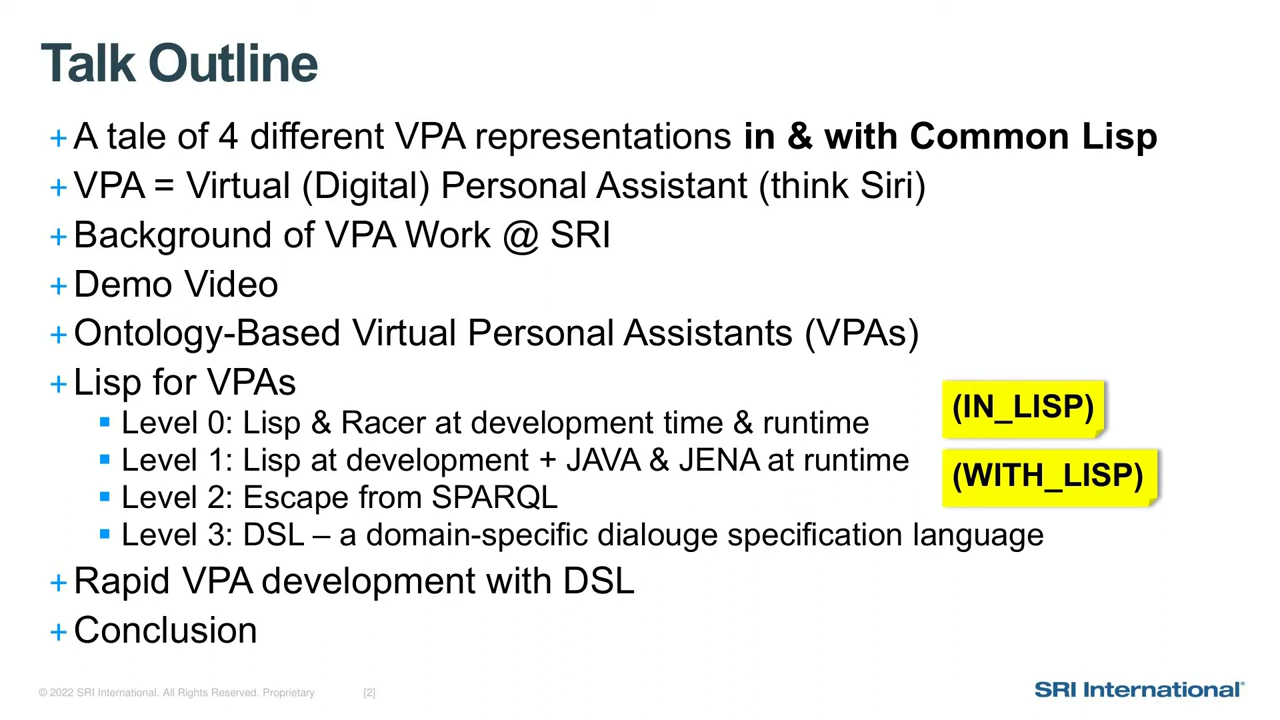 Talk Outline
+ A tale of 4 different VPA representations in & with Common Lisp
+ VPA = Virtual (Digital) Personal Assistant (think Siri)
+ Background of VPA Work @ SRI
+ Demo Video
+ Ontology-Based Virtual Personal Assistants (VPAs)
+ Lisp for VPAs
▪ Level 0: Lisp & Racer at development time & runtime
(IN_LISP)
▪ Level 1: Lisp at development + JAVA & JENA at runtime
(WITH_LISP)
▪ Level 2: Escape from SPARQL
▪ Level 3: DSL – a domain-specific dialouge specification language
+ Rapid VPA development with DSL
+ Conclusion
© 2022 SRI International. All Rights Reserved. Proprietary
[2]
SRI International®